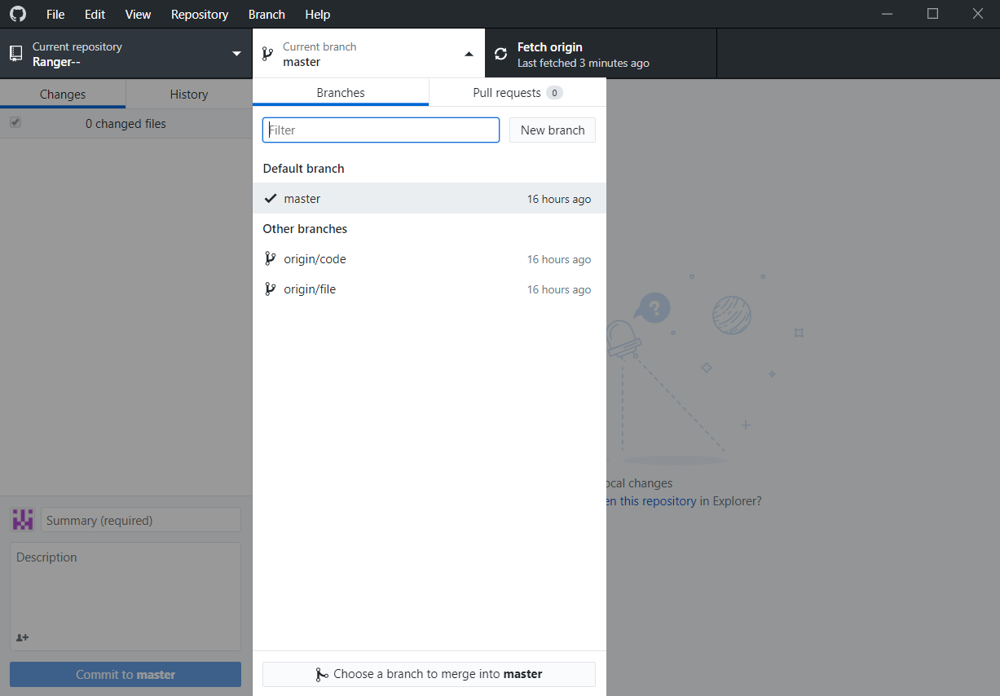 File Edit View Repository Branch Help
Current repository
Ranger--
Current branch
master
Fetch origin
Last fetched 3 minutes ago
Changes History
Branches Pull requests 0
0 changed files
Filter New branch
Default branch
master 16 hours ago
Other branches
origin/code 16 hours ago
origin/file 16 hours ago
?
ocal changes
en this repository in Explorer?
Summary (required)
Description
Commit to master
Choose a branch to merge into master